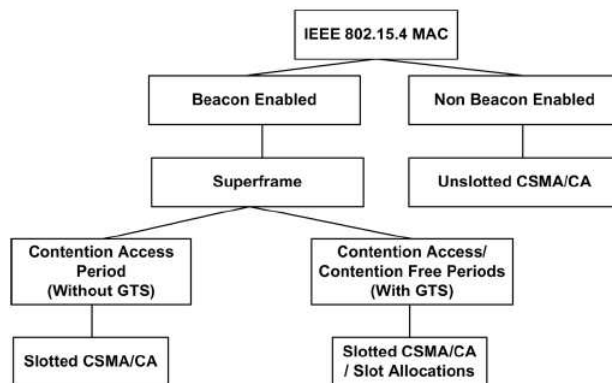 IEEE 802.15.4 MAC
Beacon Enabled
Non Beacon Enabled
Superframe
Unslotted CSMA/CA
Contention Access
Period
(Without GTS)
Contention Access/
Contention Free Periods
(With GTS)
Slotted CSMA/CA
Slotted CSMA/CA
/ Slot Allocations